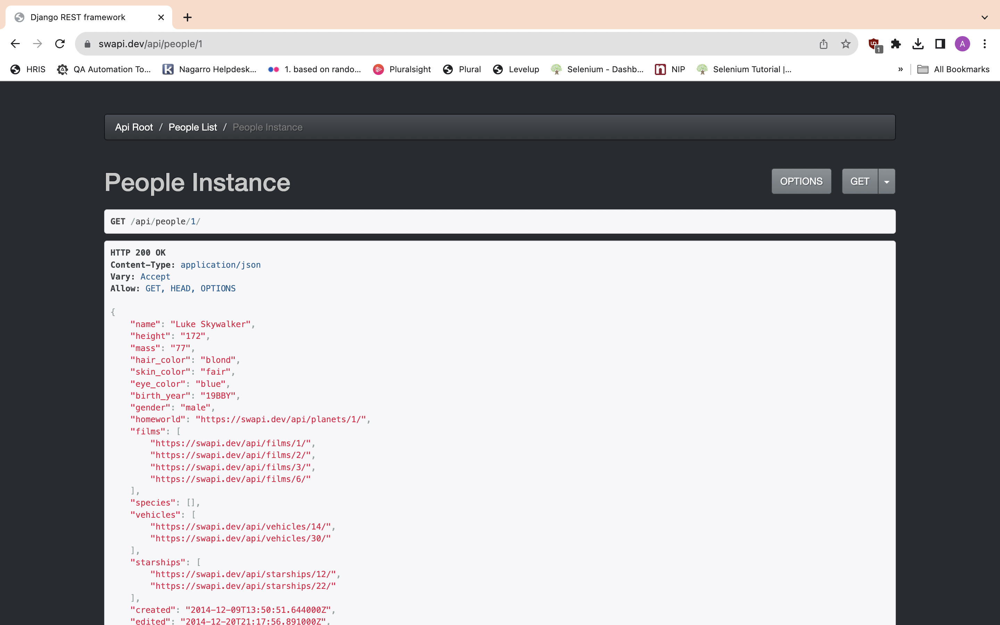 Django REST framework
swapi.dev/api/people/1
1
A
HRIS
QA Automation To...
Nagarro Helpdesk...
1. based on rando...
Pluralsight
Plural
Levelup
Selenium - Dashb...
NIP
Selenium Tutorial |...
»
All Bookmarks
Api Root / People List / People Instance
People Instance
OPTIONS
GET
GET /api/people/1/
HTTP 200 OK
Content-Type: application/json
Vary: Accept
Allow: GET, HEAD, OPTIONS
{
"name": "Luke Skywalker",
"height": "172",
"mass": "77",
"hair_color": "blond",
"skin_color": "fair",
"eye_color": "blue",
"birth_year": "19BBY",
"gender": "male",
"homeworld": "https://swapi.dev/api/planets/1/",
"films": [
"https://swapi.dev/api/films/1/",
"https://swapi.dev/api/films/2/",
"https://swapi.dev/api/films/3/",
"https://swapi.dev/api/films/6/"
],
"species": [],
"vehicles": [
"https://swapi.dev/api/vehicles/14/",
"https://swapi.dev/api/vehicles/30/"
],
"starships": [
"https://swapi.dev/api/starships/12/",
"https://swapi.dev/api/starships/22/"
],
"created": "2014-12-09T13:50:51.644000Z",
"edited": "2014-12-20T21:17:56.891000Z",